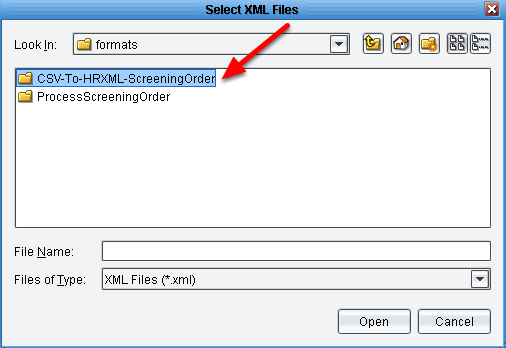 Select XML Files
Look In: formats
CSV-To-HRXML-ScreeningOrder
ProcessScreeningOrder
File Name:
Files of Type: XML Files (*.xml)
Open Cancel